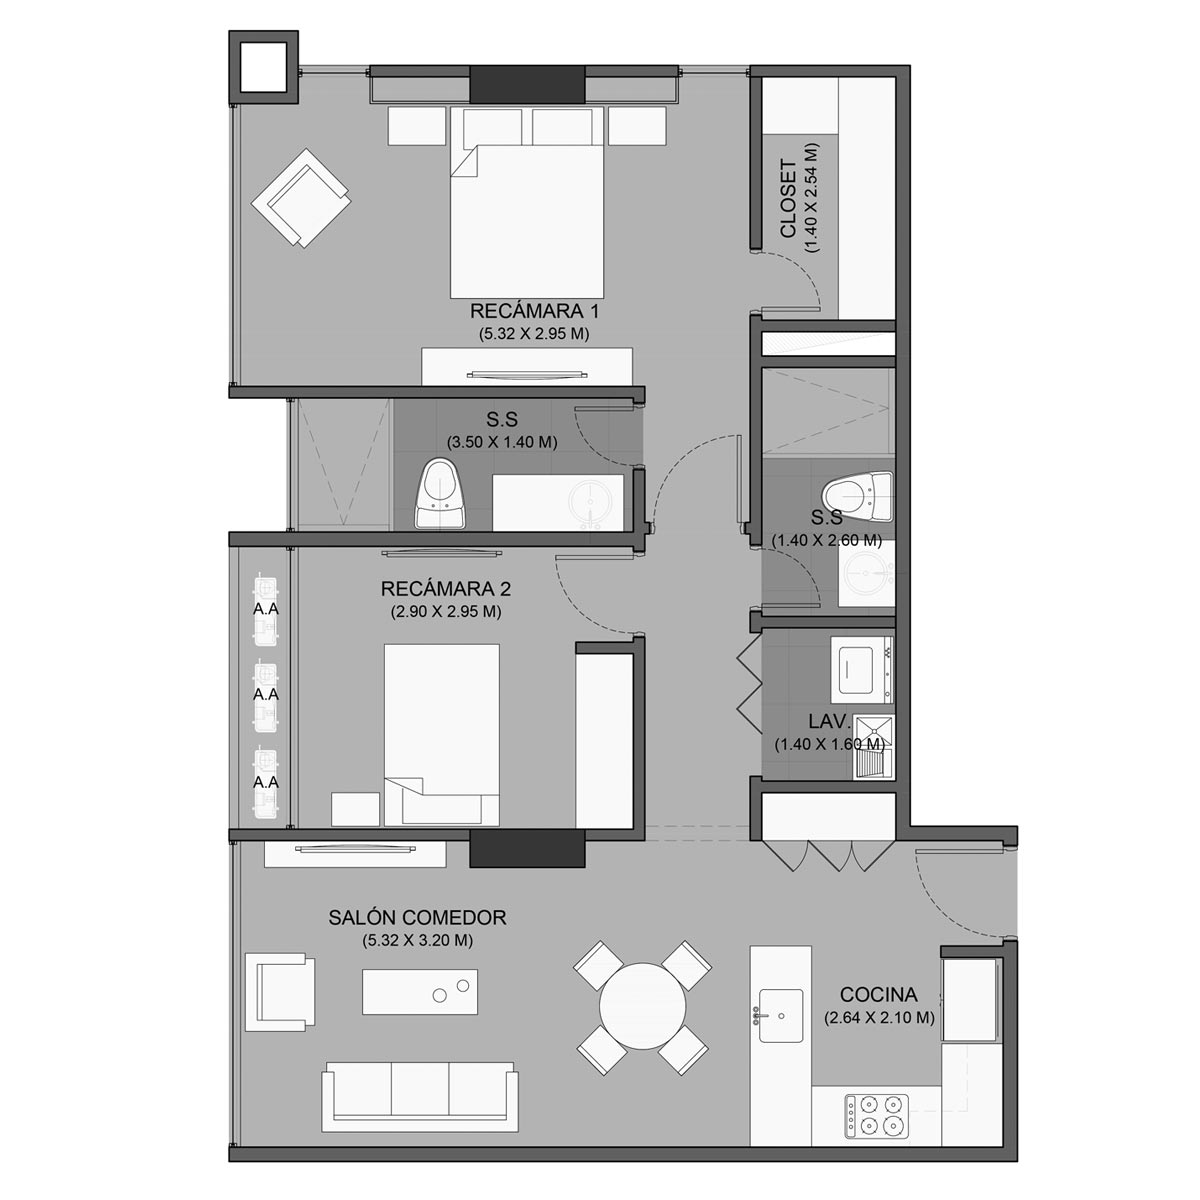 CLOSET
(1.40 X 2.54 M)
RECÁMARA 1
(5.32 X 2.95 M)
S.S
(3.50 X 1.40 M)
S.S
(1.40 X 2.60 M)
RECÁMARA 2
(2.90 X 2.95 M)
A.A
A.A
A.A
LAV.
(1.40 X 1.60 M)
SALÓN COMEDOR
(5.32 X 3.20 M)
COCINA
(2.64 X 2.10 M)